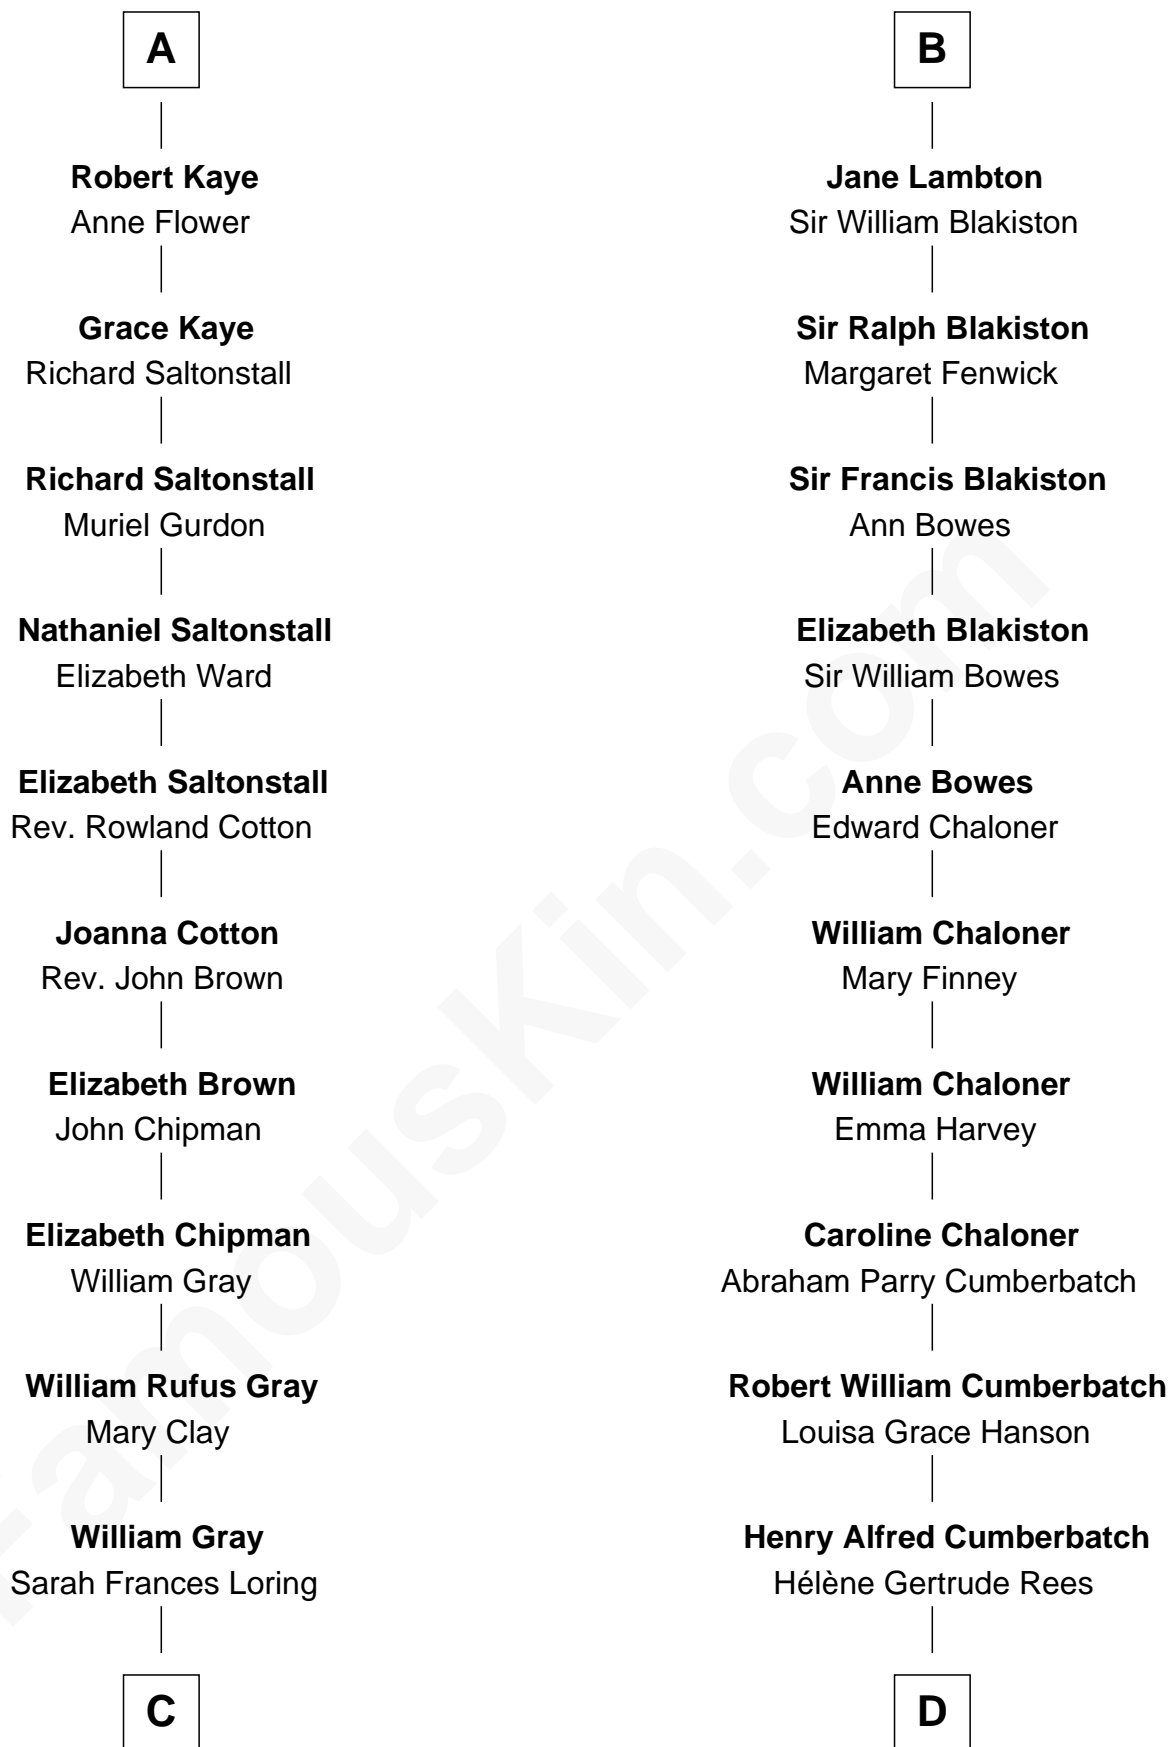 A
Robert Kaye
Anne Flower
Grace Kaye
Richard Saltonstall
Richard Saltonstall
Muriel Gurdon
Nathaniel Saltonstall
Elizabeth Ward
Elizabeth Saltonstall
Rev. Rowland Cotton
Joanna Cotton
Rev. John Brown
Elizabeth Brown
John Chipman
Elizabeth Chipman
William Gray
William Rufus Gray
Mary Clay
William Gray
Sarah Frances Loring
C
B
Jane Lambton
Sir William Blakiston
Sir Ralph Blakiston
Margaret Fenwick
Sir Francis Blakiston
Ann Bowes
Elizabeth Blakiston
Sir William Bowes
Anne Bowes
Edward Chaloner
William Chaloner
Mary Finney
William Chaloner
Emma Harvey
Caroline Chaloner
Abraham Parry Cumberbatch
Robert William Cumberbatch
Louisa Grace Hanson
Henry Alfred Cumberbatch
Hélène Gertrude Rees
D
FamousKin.com